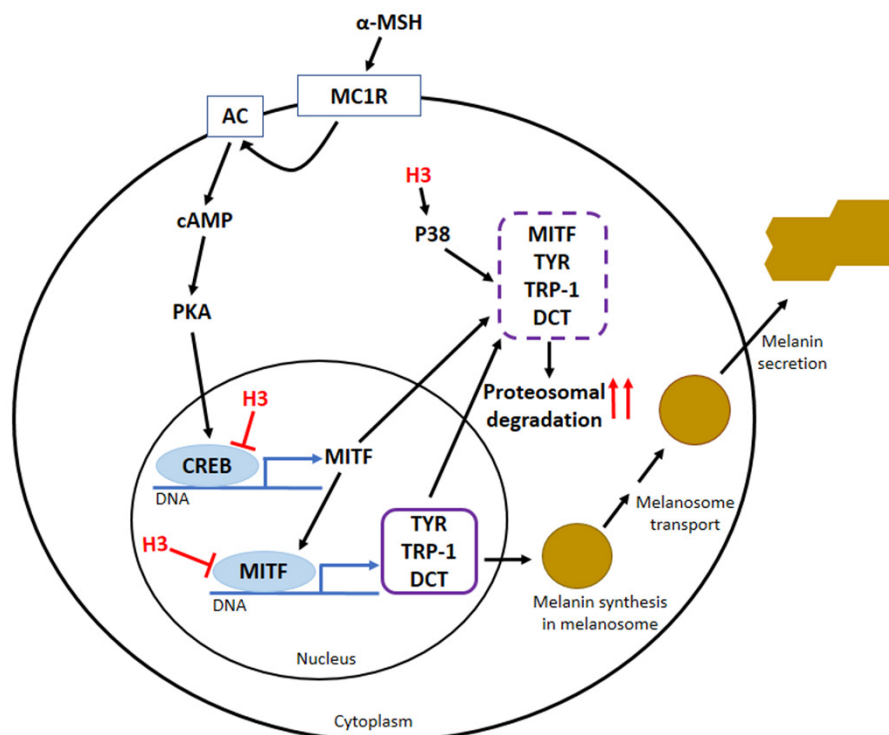 α-MSH
MC1R
AC
H3
cAMP
P38
MITF
TYR
TRP-1
DCT
PKA
Melanin
secretion
Proteosomal
degradation
H3
CREB
MITF
DNA
Melanosome
transport
TYR
TRP-1
DCT
H3
MITF
DNA
Melanin synthesis
in melanosome
Nucleus
Cytoplasm